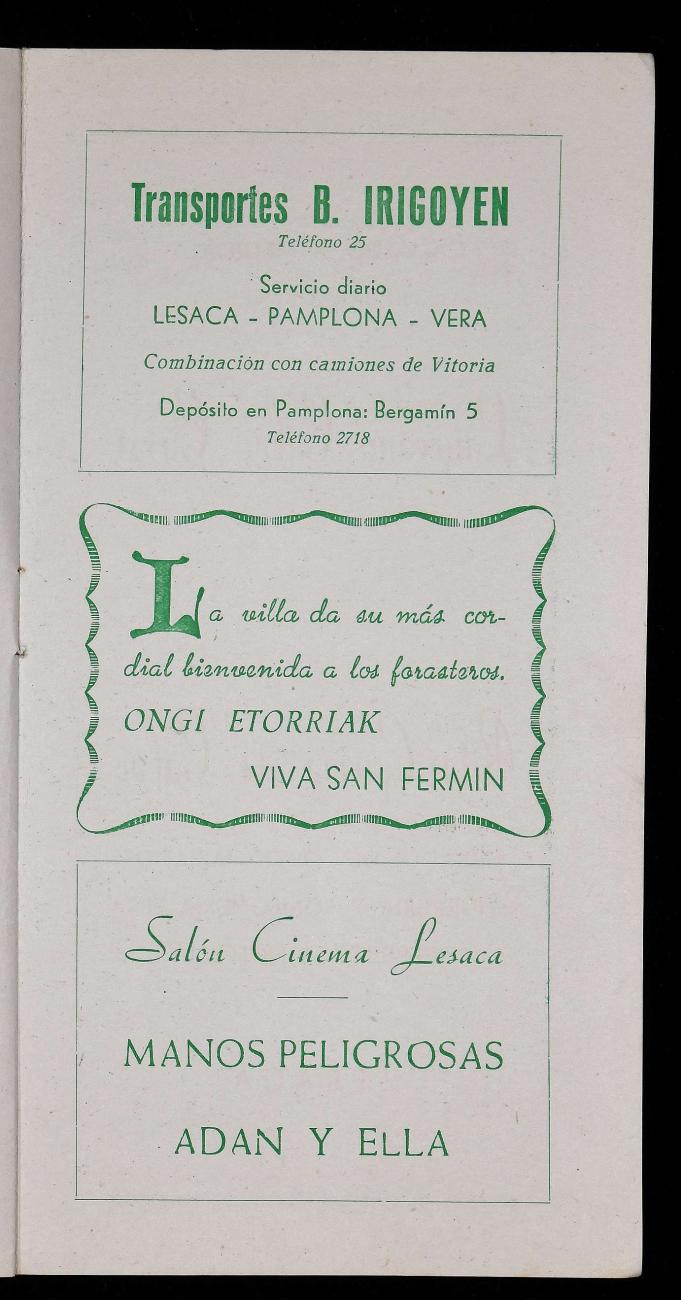 Transportes B. IRIGOYEN
Teléfono 25
Servicio diario
LESACA - PAMPLONA - VERA
Combinación con camiones de Vitoria
Depósito en Pamplona: Bergamín 5
Teléfono 2718
La villa da su más cor-
dial bienvenida a los forasteros.
ONGI ETORRIAK
VIVA SAN FERMIN
Salón Cinema Lesaca
MANOS PELIGROSAS
ADAN Y ELLA